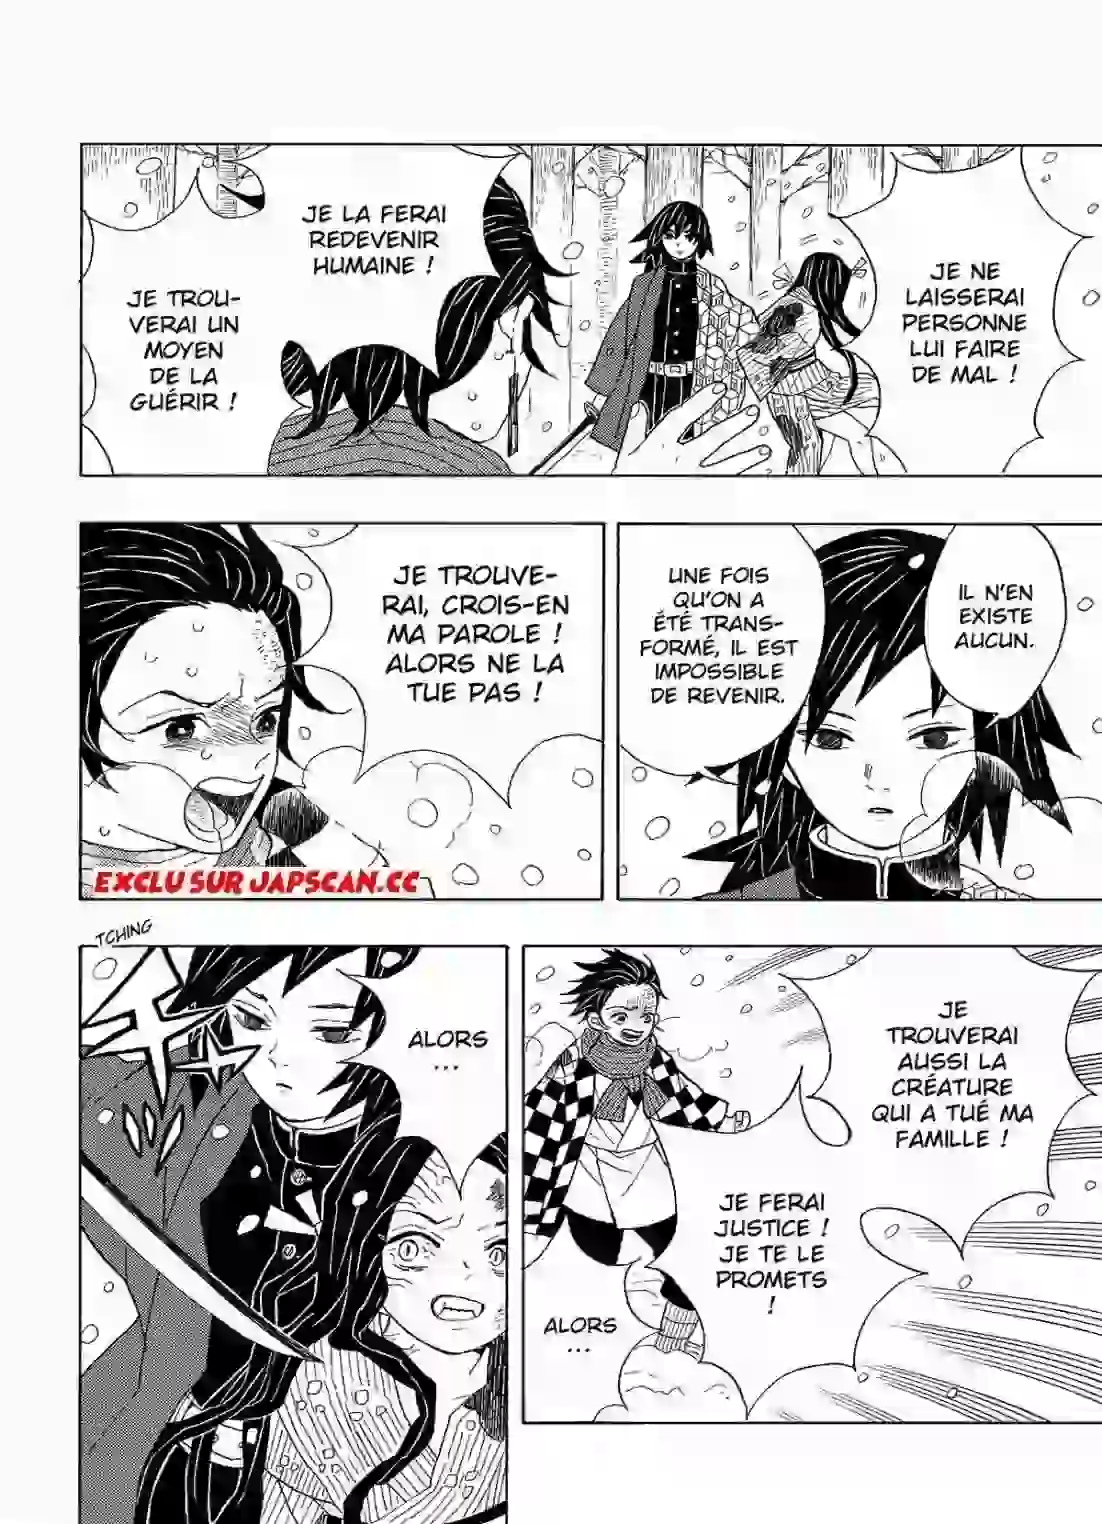 JE NE
LAISSERAI
PERSONNE
LUI FAIRE
DE MAL !
JE LA FERAI
REDEVENIR
HUMAINE !
JE TROU-
VERAI UN
MOYEN
DE LA
GUÉRIR !
IL N'EN
EXISTE
AUCUN.
UNE FOIS
QU'ON A
ÉTÉ TRANS-
FORMÉ, IL EST
IMPOSSIBLE
DE REVENIR.
JE TROUVE-
RAI, CROIS-EN
MA PAROLE !
ALORS NE LA
TUE PAS !
EXCLU SUR JAPSCAN.CC
JE
TROUVERAI
AUSSI LA
CRÉATURE
QUI A TUÉ MA
FAMILLE !
JE FERAI
JUSTICE !
JE TE LE
PROMETS
!
ALORS
...
TCHING
ALORS
...